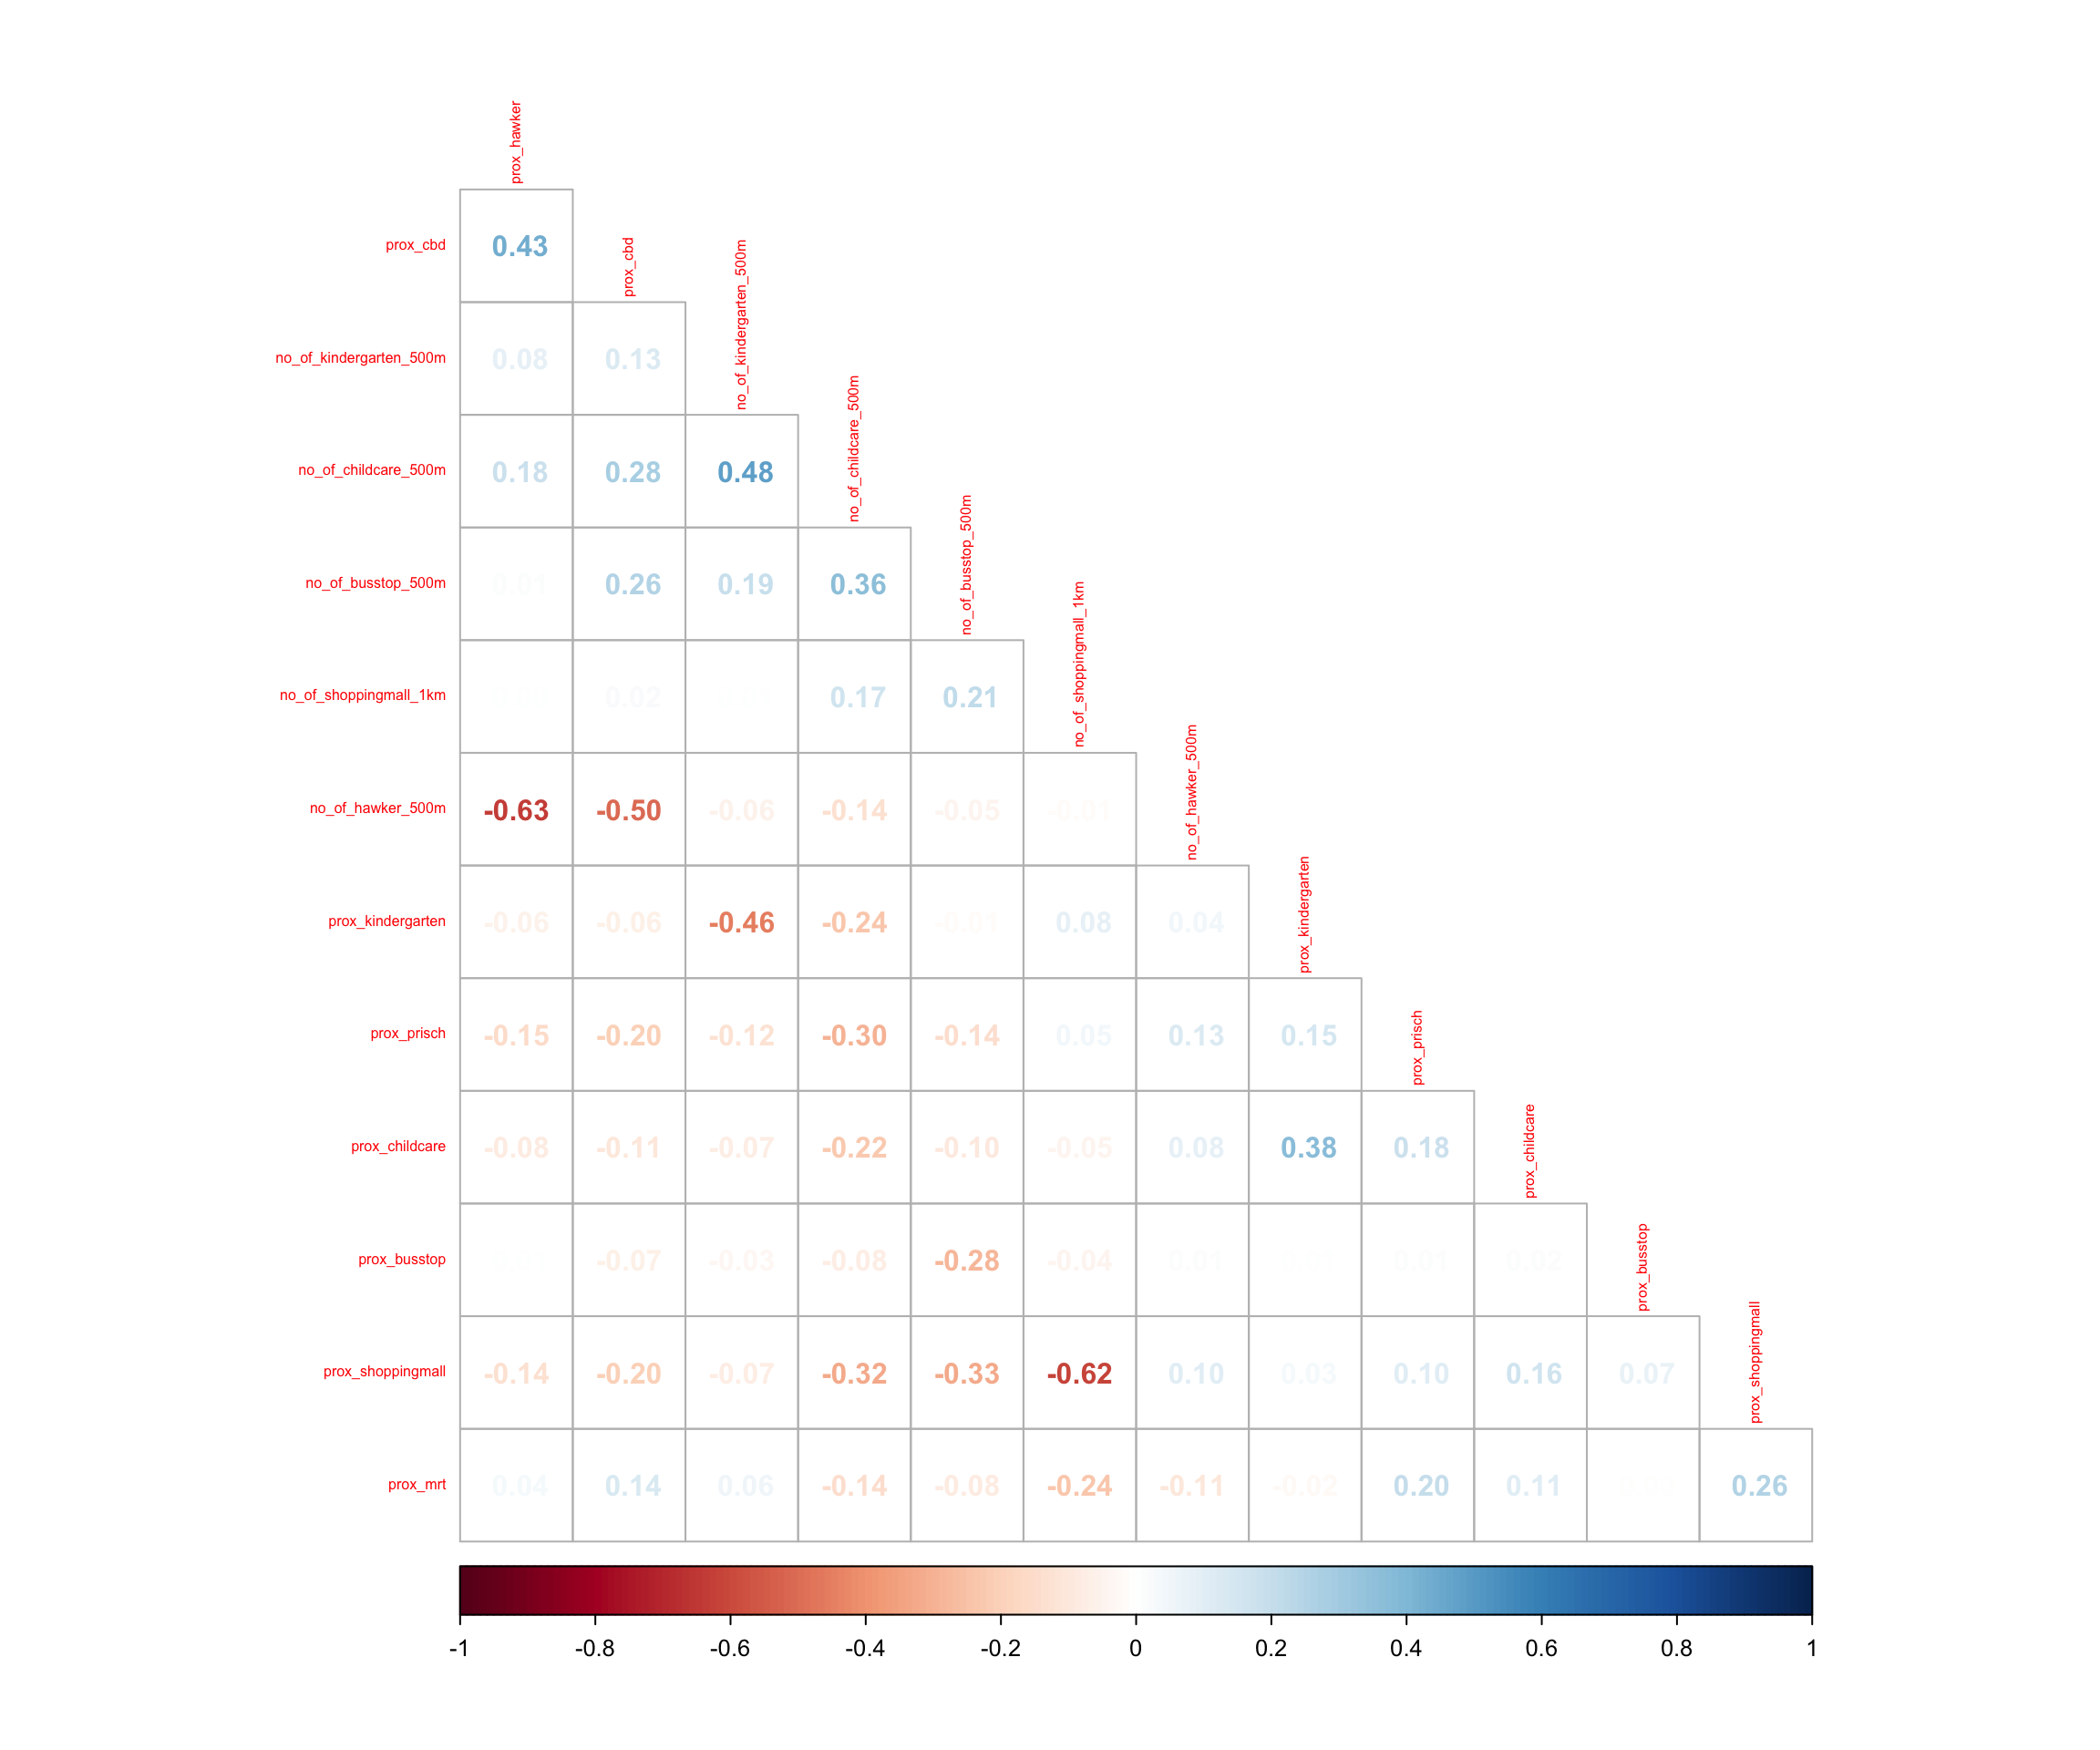 prox_hawker
prox_cbd 0.43 prox_cbd
no_of_kindergarten_500m 0.08 0.13 no_of_kindergarten_500m
no_of_childcare_500m 0.18 0.28 0.48 no_of_childcare_500m
no_of_busstop_500m 0.01 0.26 0.19 0.36 no_of_busstop_500m
no_of_shoppingmall_1km 0.02 0.17 0.21 no_of_shoppingmall_1km
no_of_hawker_500m -0.63 -0.50 -0.06 -0.14 -0.05 -0.01 no_of_hawker_500m
prox_kindergarten -0.06 -0.06 -0.46 -0.24 -0.01 0.08 0.04 prox_kindergarten
prox_prisch -0.15 -0.20 -0.12 -0.30 -0.14 0.05 0.13 0.15 prox_prisch
prox_childcare -0.08 -0.11 -0.07 -0.22 -0.10 -0.05 0.08 0.38 0.18 prox_childcare
prox_busstop -0.07 -0.03 -0.08 -0.28 -0.04 0.01 0.01 0.02 prox_busstop
prox_shoppingmall -0.14 -0.20 -0.07 -0.32 -0.33 -0.62 0.10 0.03 0.10 0.16 0.07 prox_shoppingmall
prox_mrt 0.04 0.14 0.06 -0.14 -0.08 -0.24 -0.11 -0.02 0.20 0.11 0.26
-1 -0.8 -0.6 -0.4 -0.2 0 0.2 0.4 0.6 0.8 1